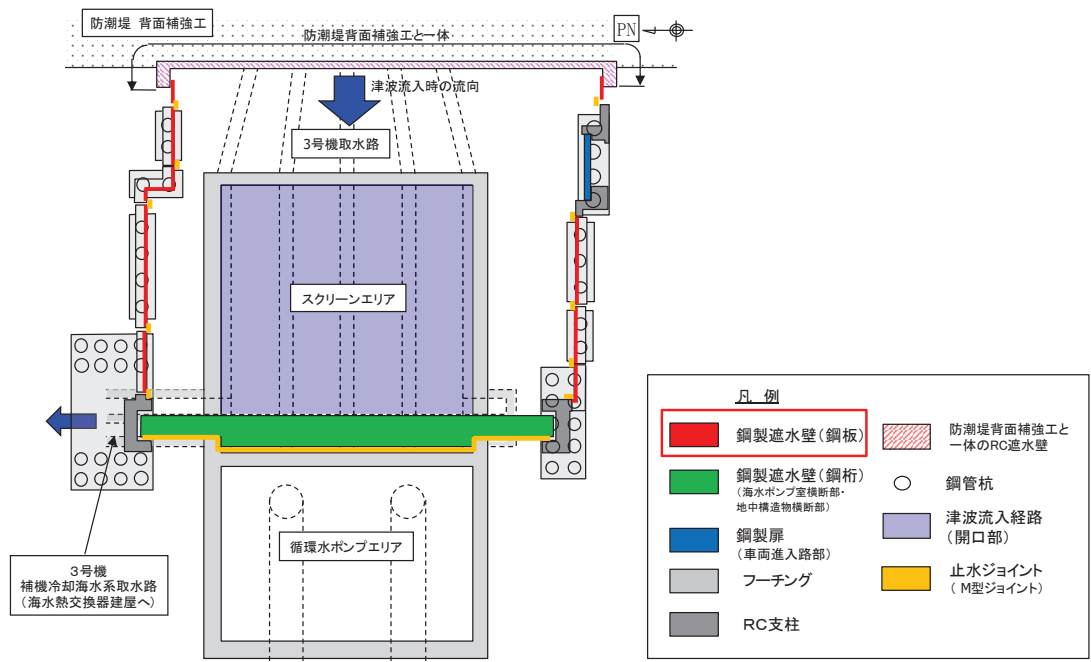 防潮堤 背面補強工
防潮堤背面補強工と一体
PN
津波流入時の流向
3号機取水路
スクリーンエリア
循環水ポンプエリア
3号機
補機冷却海水系取水路
（海水熱交換器建屋へ）
凡 例
鋼製遮水壁（鋼板）
鋼製遮水壁（鋼桁）
（海水ポンプ室横断部・
地中構造物横断部）
鋼製扉
（車両進入路部）
フーチング
RC支柱
防潮堤背面補強工と
一体のRC遮水壁
鋼管杭
津波流入経路
（開口部）
止水ジョイント
（M型ジョイント）